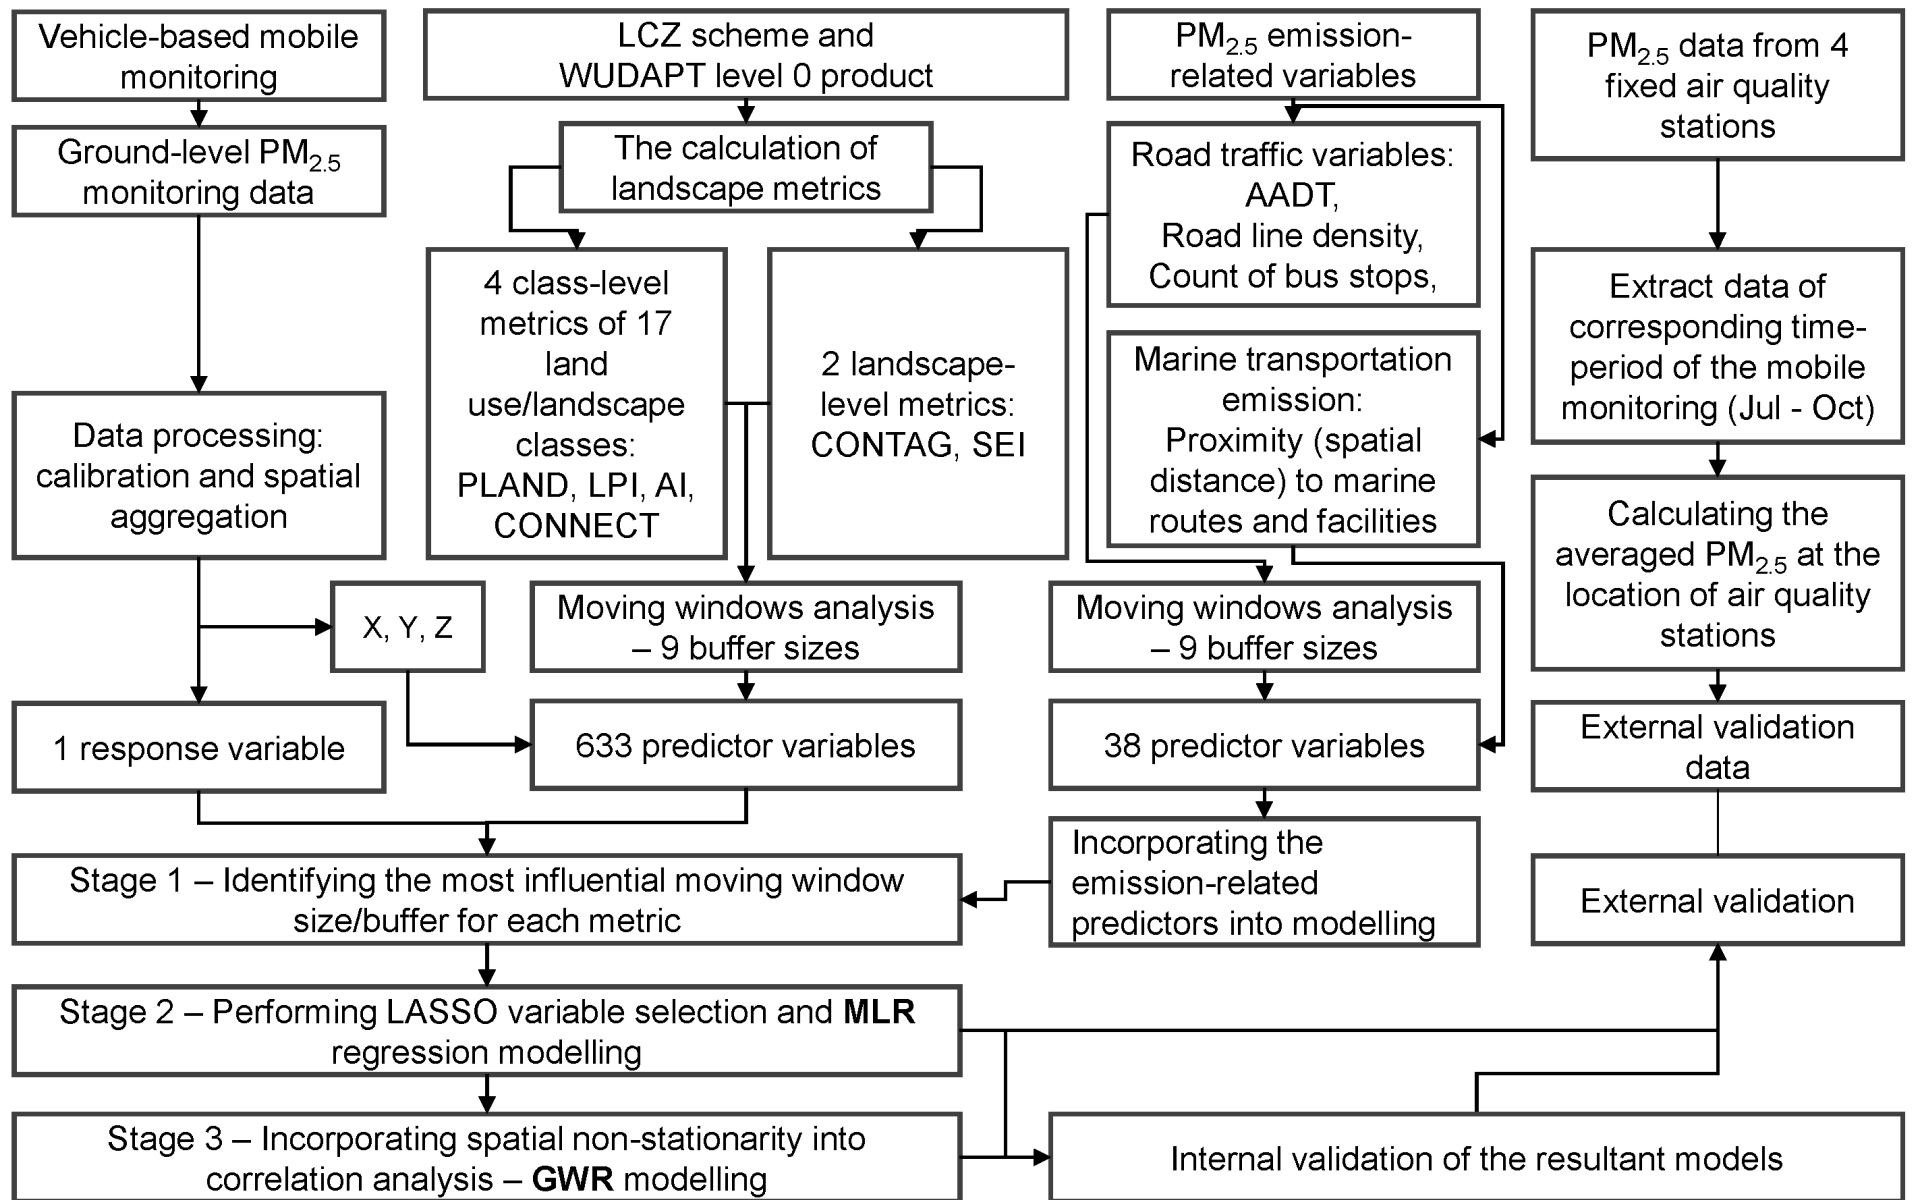 Vehicle-based mobile
monitoring
Ground-level PM2.5
monitoring data
Data processing:
calibration and spatial
aggregation
X, Y, Z
1 response variable
LCZ scheme and
WUDAPT level 0 product
The calculation of
landscape metrics
4 class-level
metrics of 17
land
use/landscape
classes:
PLAND, LPI, AI,
CONNECT
2 landscape-
level metrics:
CONTAG, SEI
Moving windows analysis
– 9 buffer sizes
633 predictor variables
PM2.5 emission-
related variables
Road traffic variables:
AADT,
Road line density,
Count of bus stops,
Marine transportation
emission:
Proximity (spatial
distance) to marine
routes and facilities
Moving windows analysis
– 9 buffer sizes
38 predictor variables
Incorporating the
emission-related
predictors into modelling
PM2.5 data from 4
fixed air quality
stations
Extract data of
corresponding time-
period of the mobile
monitoring (Jul - Oct)
Calculating the
averaged PM2.5 at the
location of air quality
stations
External validation
data
External validation
Stage 1 – Identifying the most influential moving window
size/buffer for each metric
Stage 2 – Performing LASSO variable selection and MLR
regression modelling
Stage 3 – Incorporating spatial non-stationarity into
correlation analysis – GWR modelling
Internal validation of the resultant models